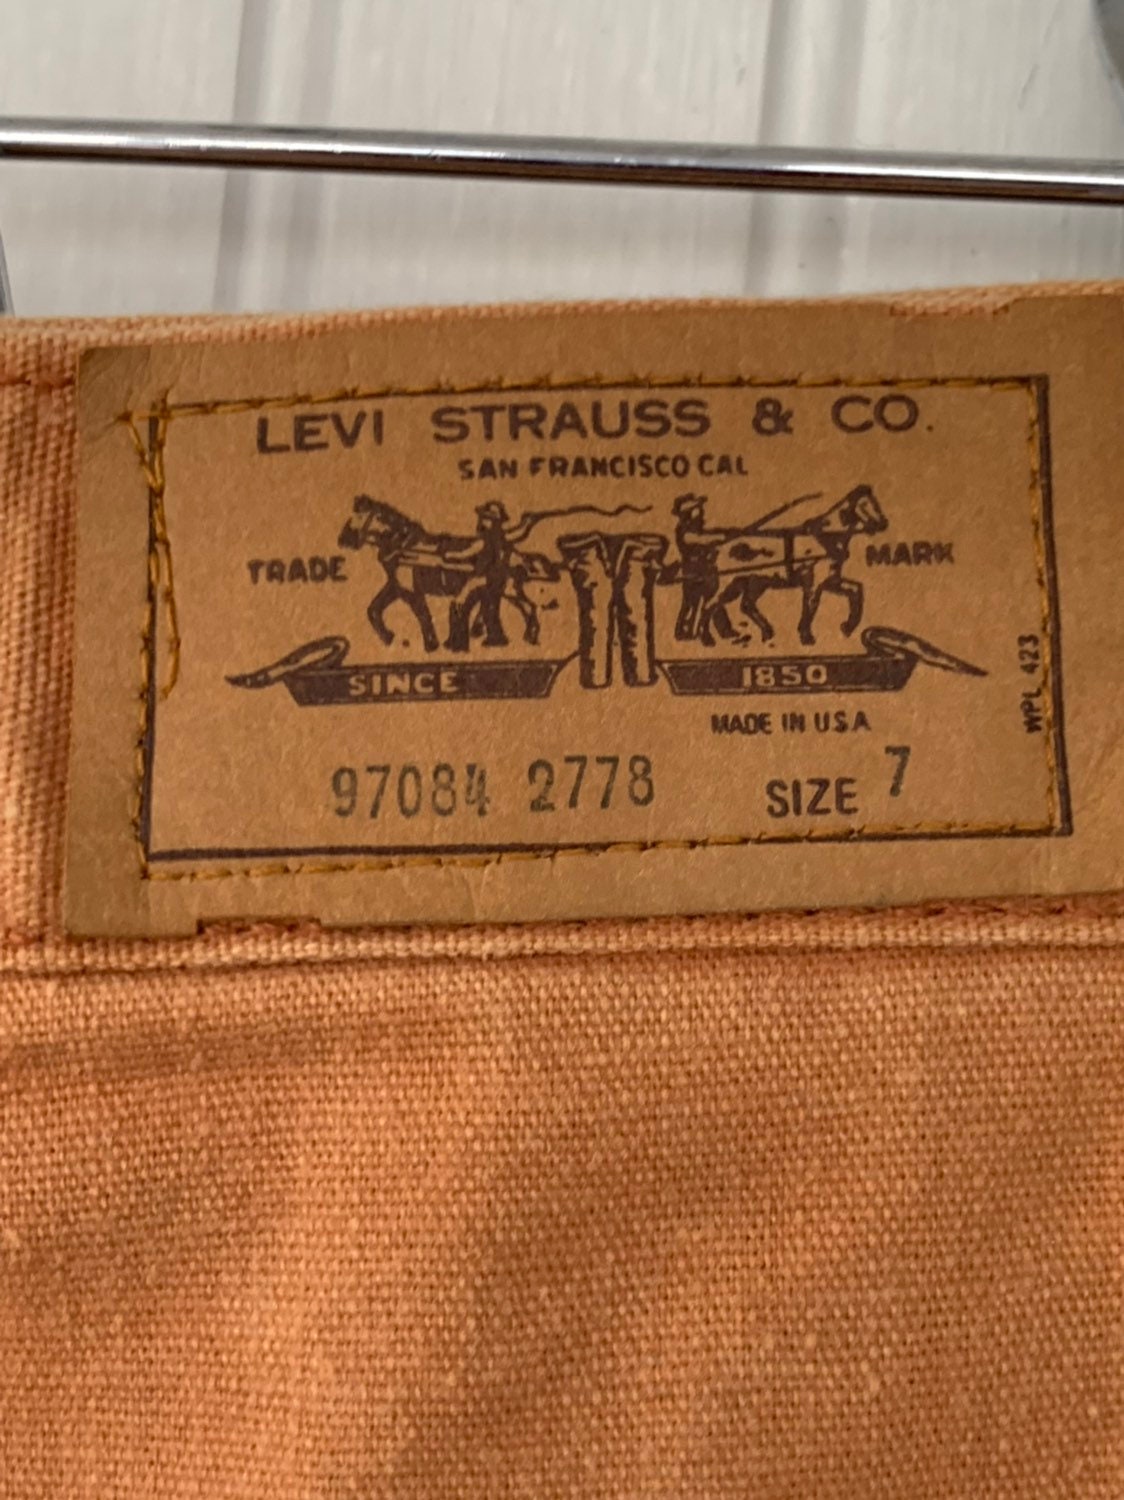 LEVI STRAUSS & CO.
SAN FRANCISCO CAL
TRADE MARK
SINCE 1850
MADE IN U.S.A
WPL 423
97084 2778 SIZE 7